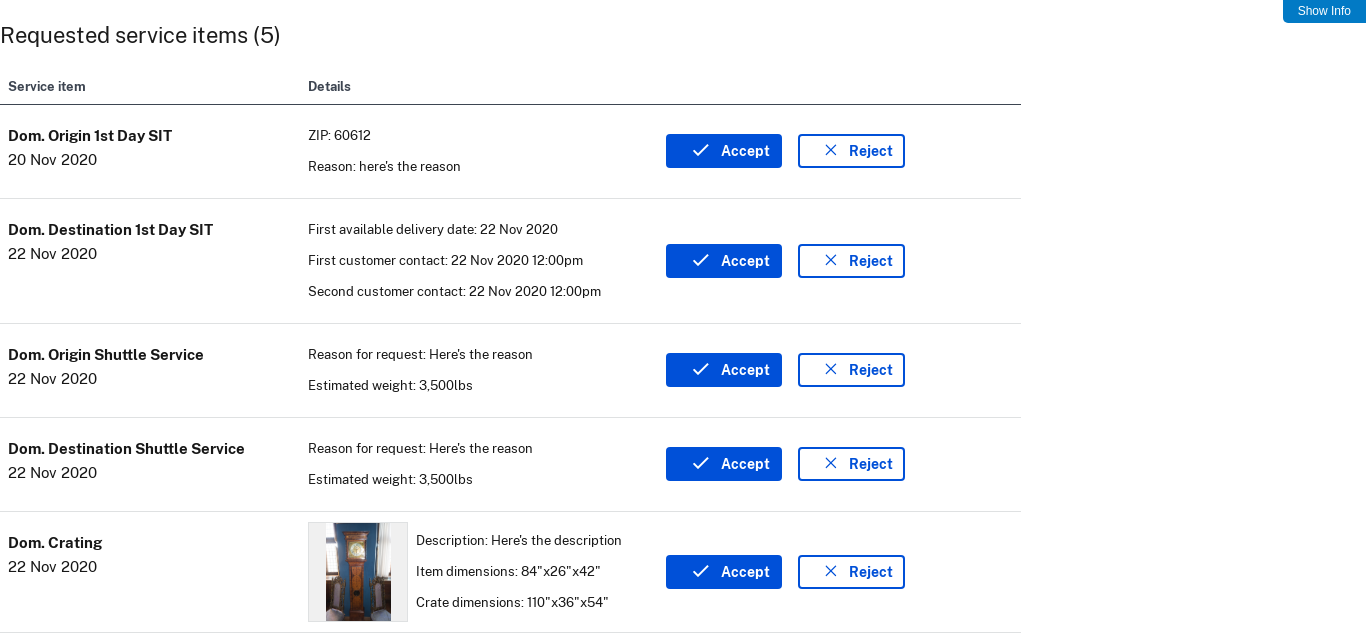 Show Info
Requested service items (5)
Service item Details
Dom. Origin 1st Day SIT
20 Nov 2020
ZIP: 60612
Reason: here's the reason
Accept Reject
Dom. Destination 1st Day SIT
22 Nov 2020
First available delivery date: 22 Nov 2020
First customer contact: 22 Nov 2020 12:00pm
Second customer contact: 22 Nov 2020 12:00pm
Accept Reject
Dom. Origin Shuttle Service
22 Nov 2020
Reason for request: Here's the reason
Estimated weight: 3,500lbs
Accept Reject
Dom. Destination Shuttle Service
22 Nov 2020
Reason for request: Here's the reason
Estimated weight: 3,500lbs
Accept Reject
Dom. Crating
22 Nov 2020
Description: Here's the description
Item dimensions: 84"x26"x42"
Crate dimensions: 110"x36"x54"
Accept Reject